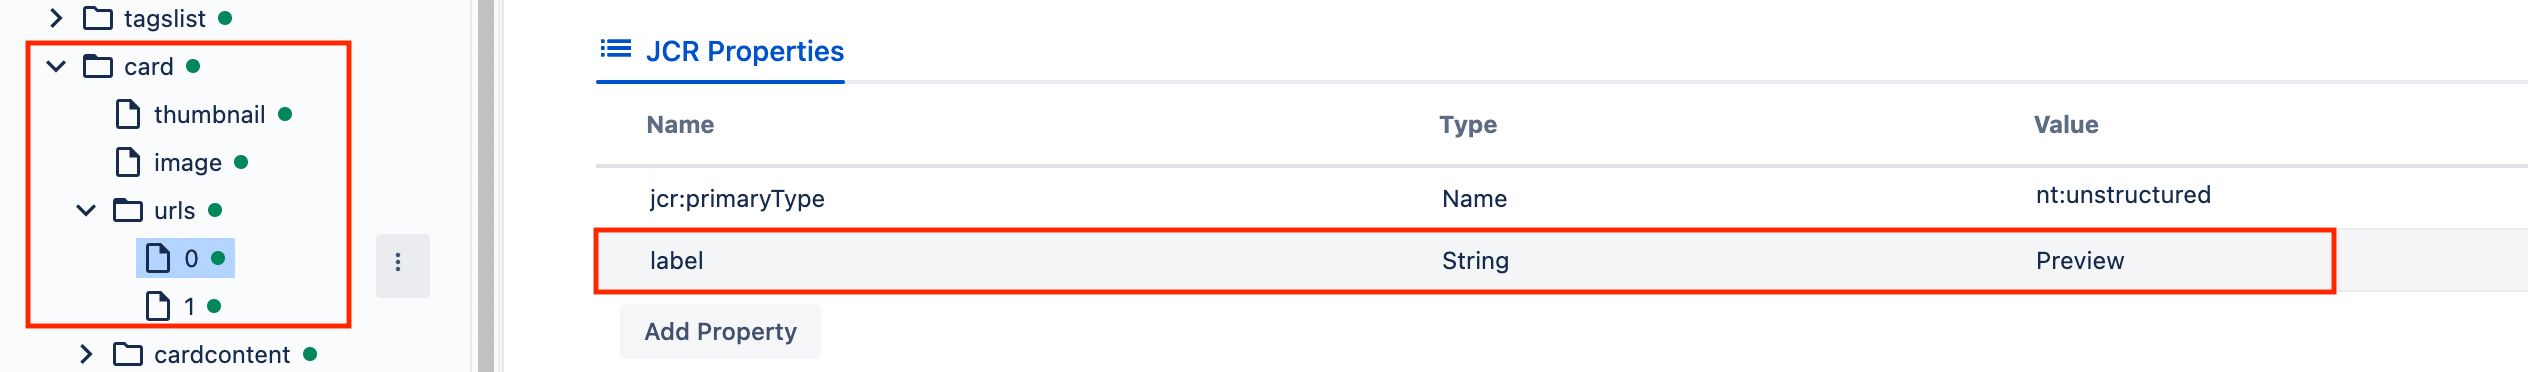 tagslist
card
thumbnail
image
urls
0
1
cardcontent
JCR Properties
Name Type Value
jcr:primaryType Name nt:unstructured
label String Preview
Add Property